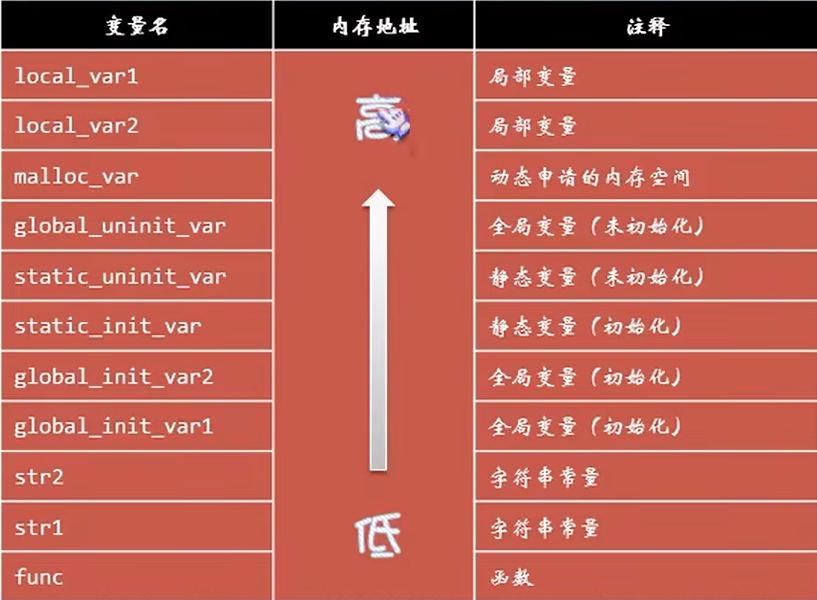 变量名 内存地址 注释
local_var1 局部变量
高
local_var2 局部变量
malloc_var 动态申请的内存空间
global_uninit_var 全局变量（未初始化）
static_uninit_var 静态变量（未初始化）
static_init_var 静态变量（初始化）
global_init_var2 全局变量（初始化）
global_init_var1 全局变量（初始化）
str2 字符串常量
str1 字符串常量
低
func 函数